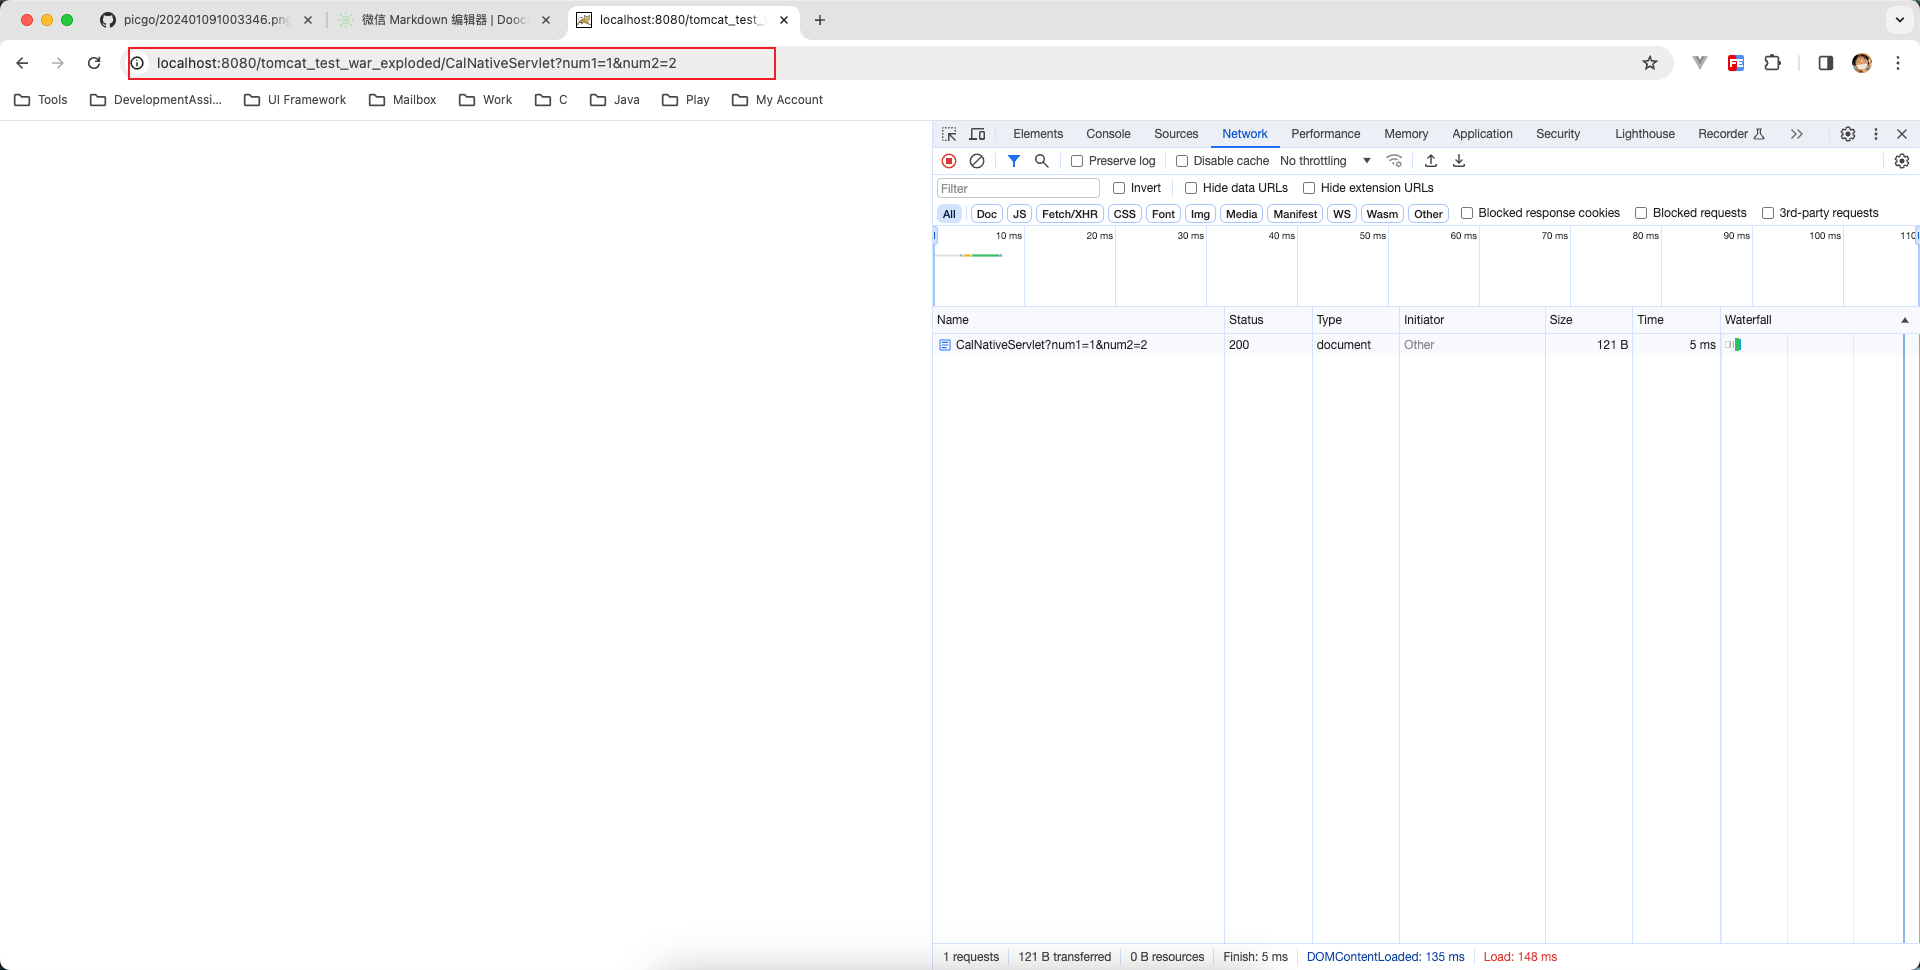 picgo/202401091003346.png
微信 Markdown 编辑器 | Dooc
localhost:8080/tomcat_test_
localhost:8080/tomcat_test_war_exploded/CalNativeServlet?num1=1&num2=2
Tools DevelopmentAssi... UI Framework Mailbox Work C Java Play My Account
Elements Console Sources Network Performance Memory Application Security Lighthouse Recorder
Preserve log Disable cache No throttling
Filter Invert Hide data URLs Hide extension URLs
All Doc JS Fetch/XHR CSS Font Img Media Manifest WS Wasm Other Blocked response cookies Blocked requests 3rd-party requests
10 ms 20 ms 30 ms 40 ms 50 ms 60 ms 70 ms 80 ms 90 ms 100 ms 110
Name Status Type Initiator Size Time Waterfall
CalNativeServlet?num1=1&num2=2 200 document Other 121 B 5 ms
1 requests 121 B transferred 0 B resources Finish: 5 ms DOMContentLoaded: 135 ms Load: 148 ms